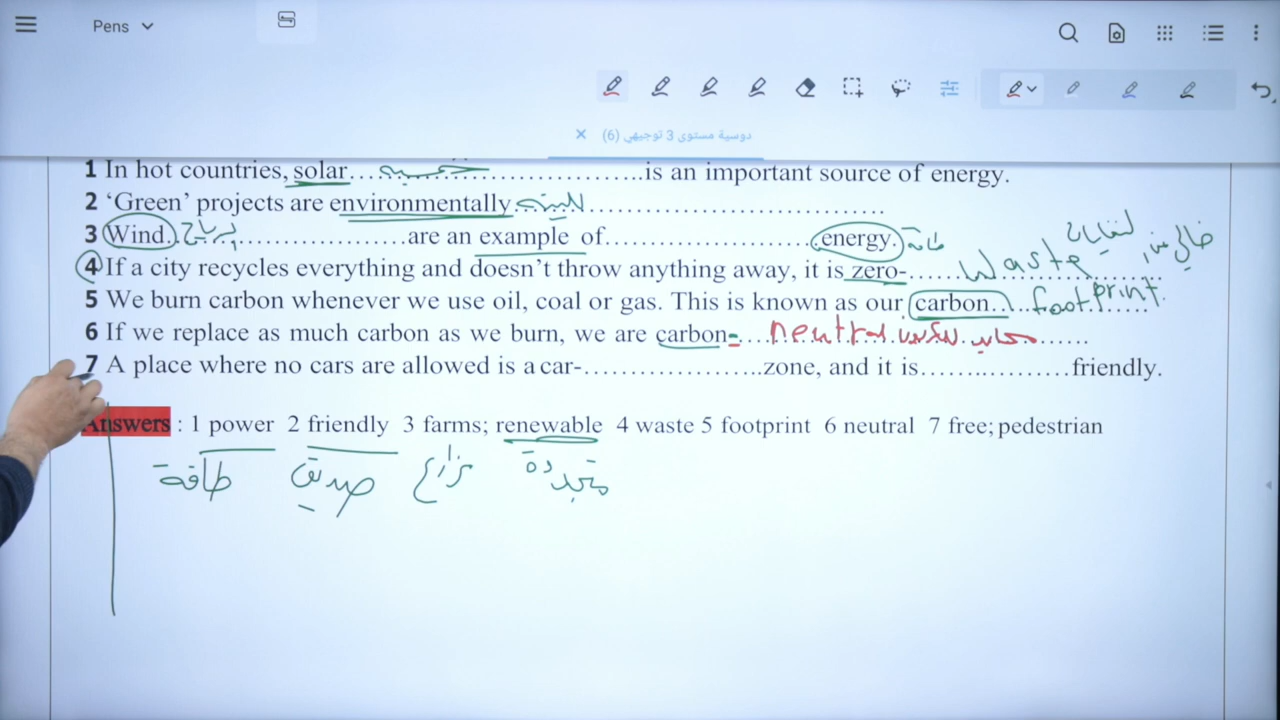 Pens
دوسية مستوى 3 توجيهي (6)
1 In hot countries, solar.......... شمسيه ..........is an important source of energy.
2 ‘Green’ projects are environmentally.......... للبيئة ..........
3 Wind.......... رياح ..........are an example of..........energy. طاقة
4 If a city recycles everything and doesn’t throw anything away, it is zero-.......... waste خالي من النفايات
5 We burn carbon whenever we use oil, coal or gas. This is known as our carbon.......... footprint.
6 If we replace as much carbon as we burn, we are carbon-.......... neutral محايد للكربون
7 A place where no cars are allowed is a car-..........zone, and it is..........friendly.
Answers : 1 power 2 friendly 3 farms; renewable 4 waste 5 footprint 6 neutral 7 free; pedestrian
طاقة صديق مزارع متجددة